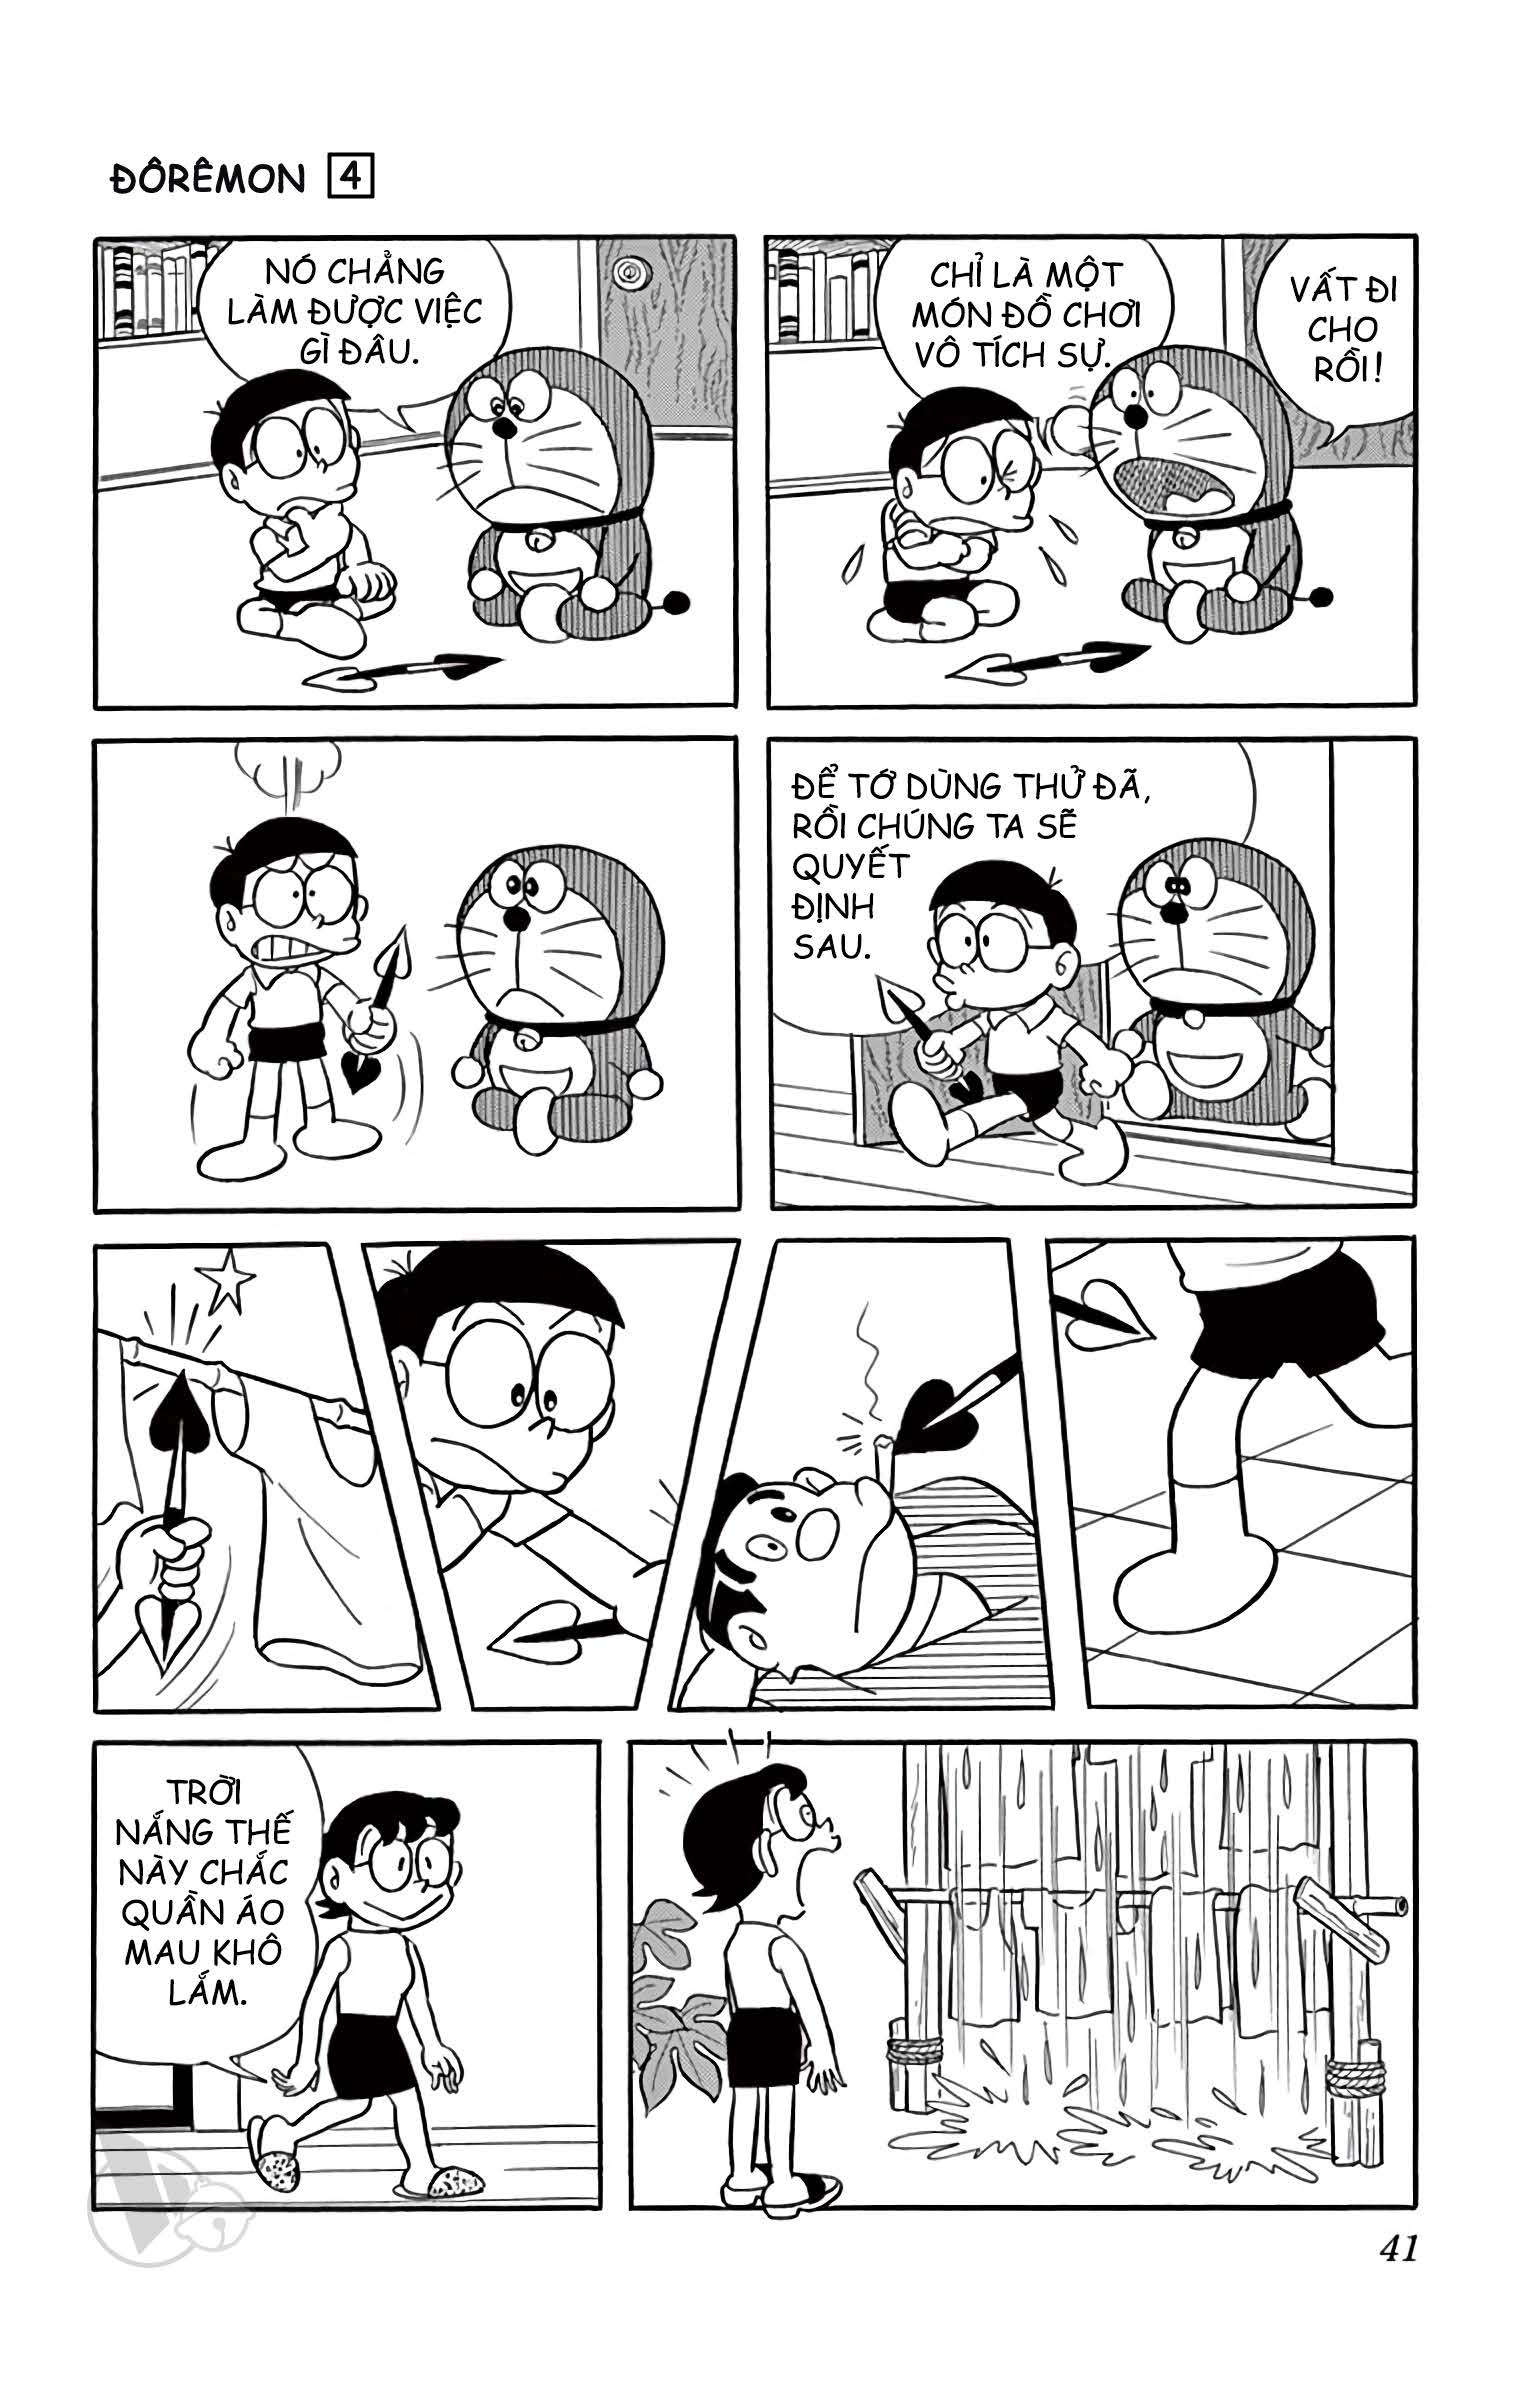 ĐÔRÊMON 4
NÓ CHẲNG
LÀM ĐƯỢC VIỆC
GÌ ĐÂU.
CHỈ LÀ MỘT
MÓN ĐỒ CHƠI
VÔ TÍCH SỰ.
VẤT ĐI
CHO
RỒI!
ĐỂ TỚ DÙNG THỬ ĐÃ,
RỒI CHÚNG TA SẼ
QUYẾT
ĐỊNH
SAU.
TRỜI
NẮNG THẾ
NÀY CHẮC
QUẦN ÁO
MAU KHÔ
LẮM.
41